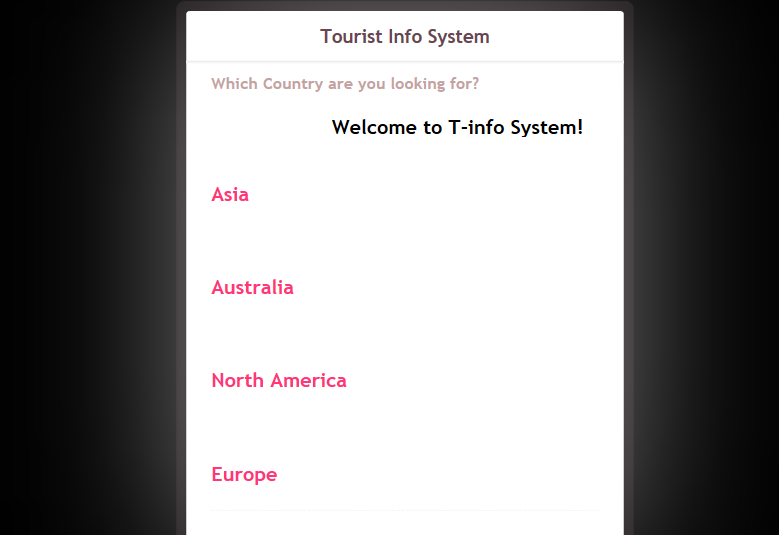 Tourist Info System
Which Country are you looking for?
Welcome to T-info System!
Asia
Australia
North America
Europe